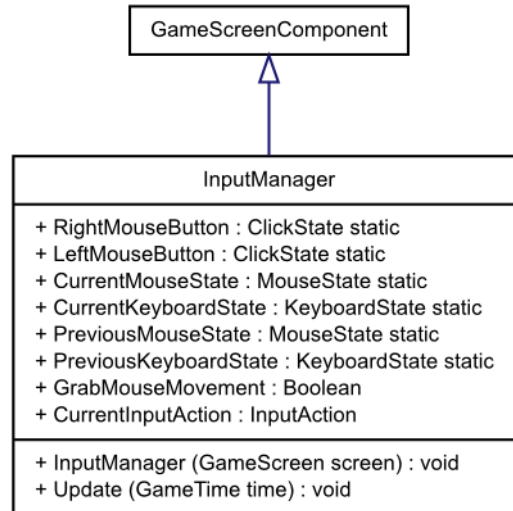 GameScreenComponent
InputManager
+ RightMouseButton : ClickState static
+ LeftMouseButton : ClickState static
+ CurrentMouseState : MouseState static
+ CurrentKeyboardState : KeyboardState static
+ PreviousMouseState : MouseState static
+ PreviousKeyboardState : KeyboardState static
+ GrabMouseMovement : Boolean
+ CurrentInputAction : InputAction
+ InputManager (GameScreen screen) : void
+ Update (GameTime time) : void